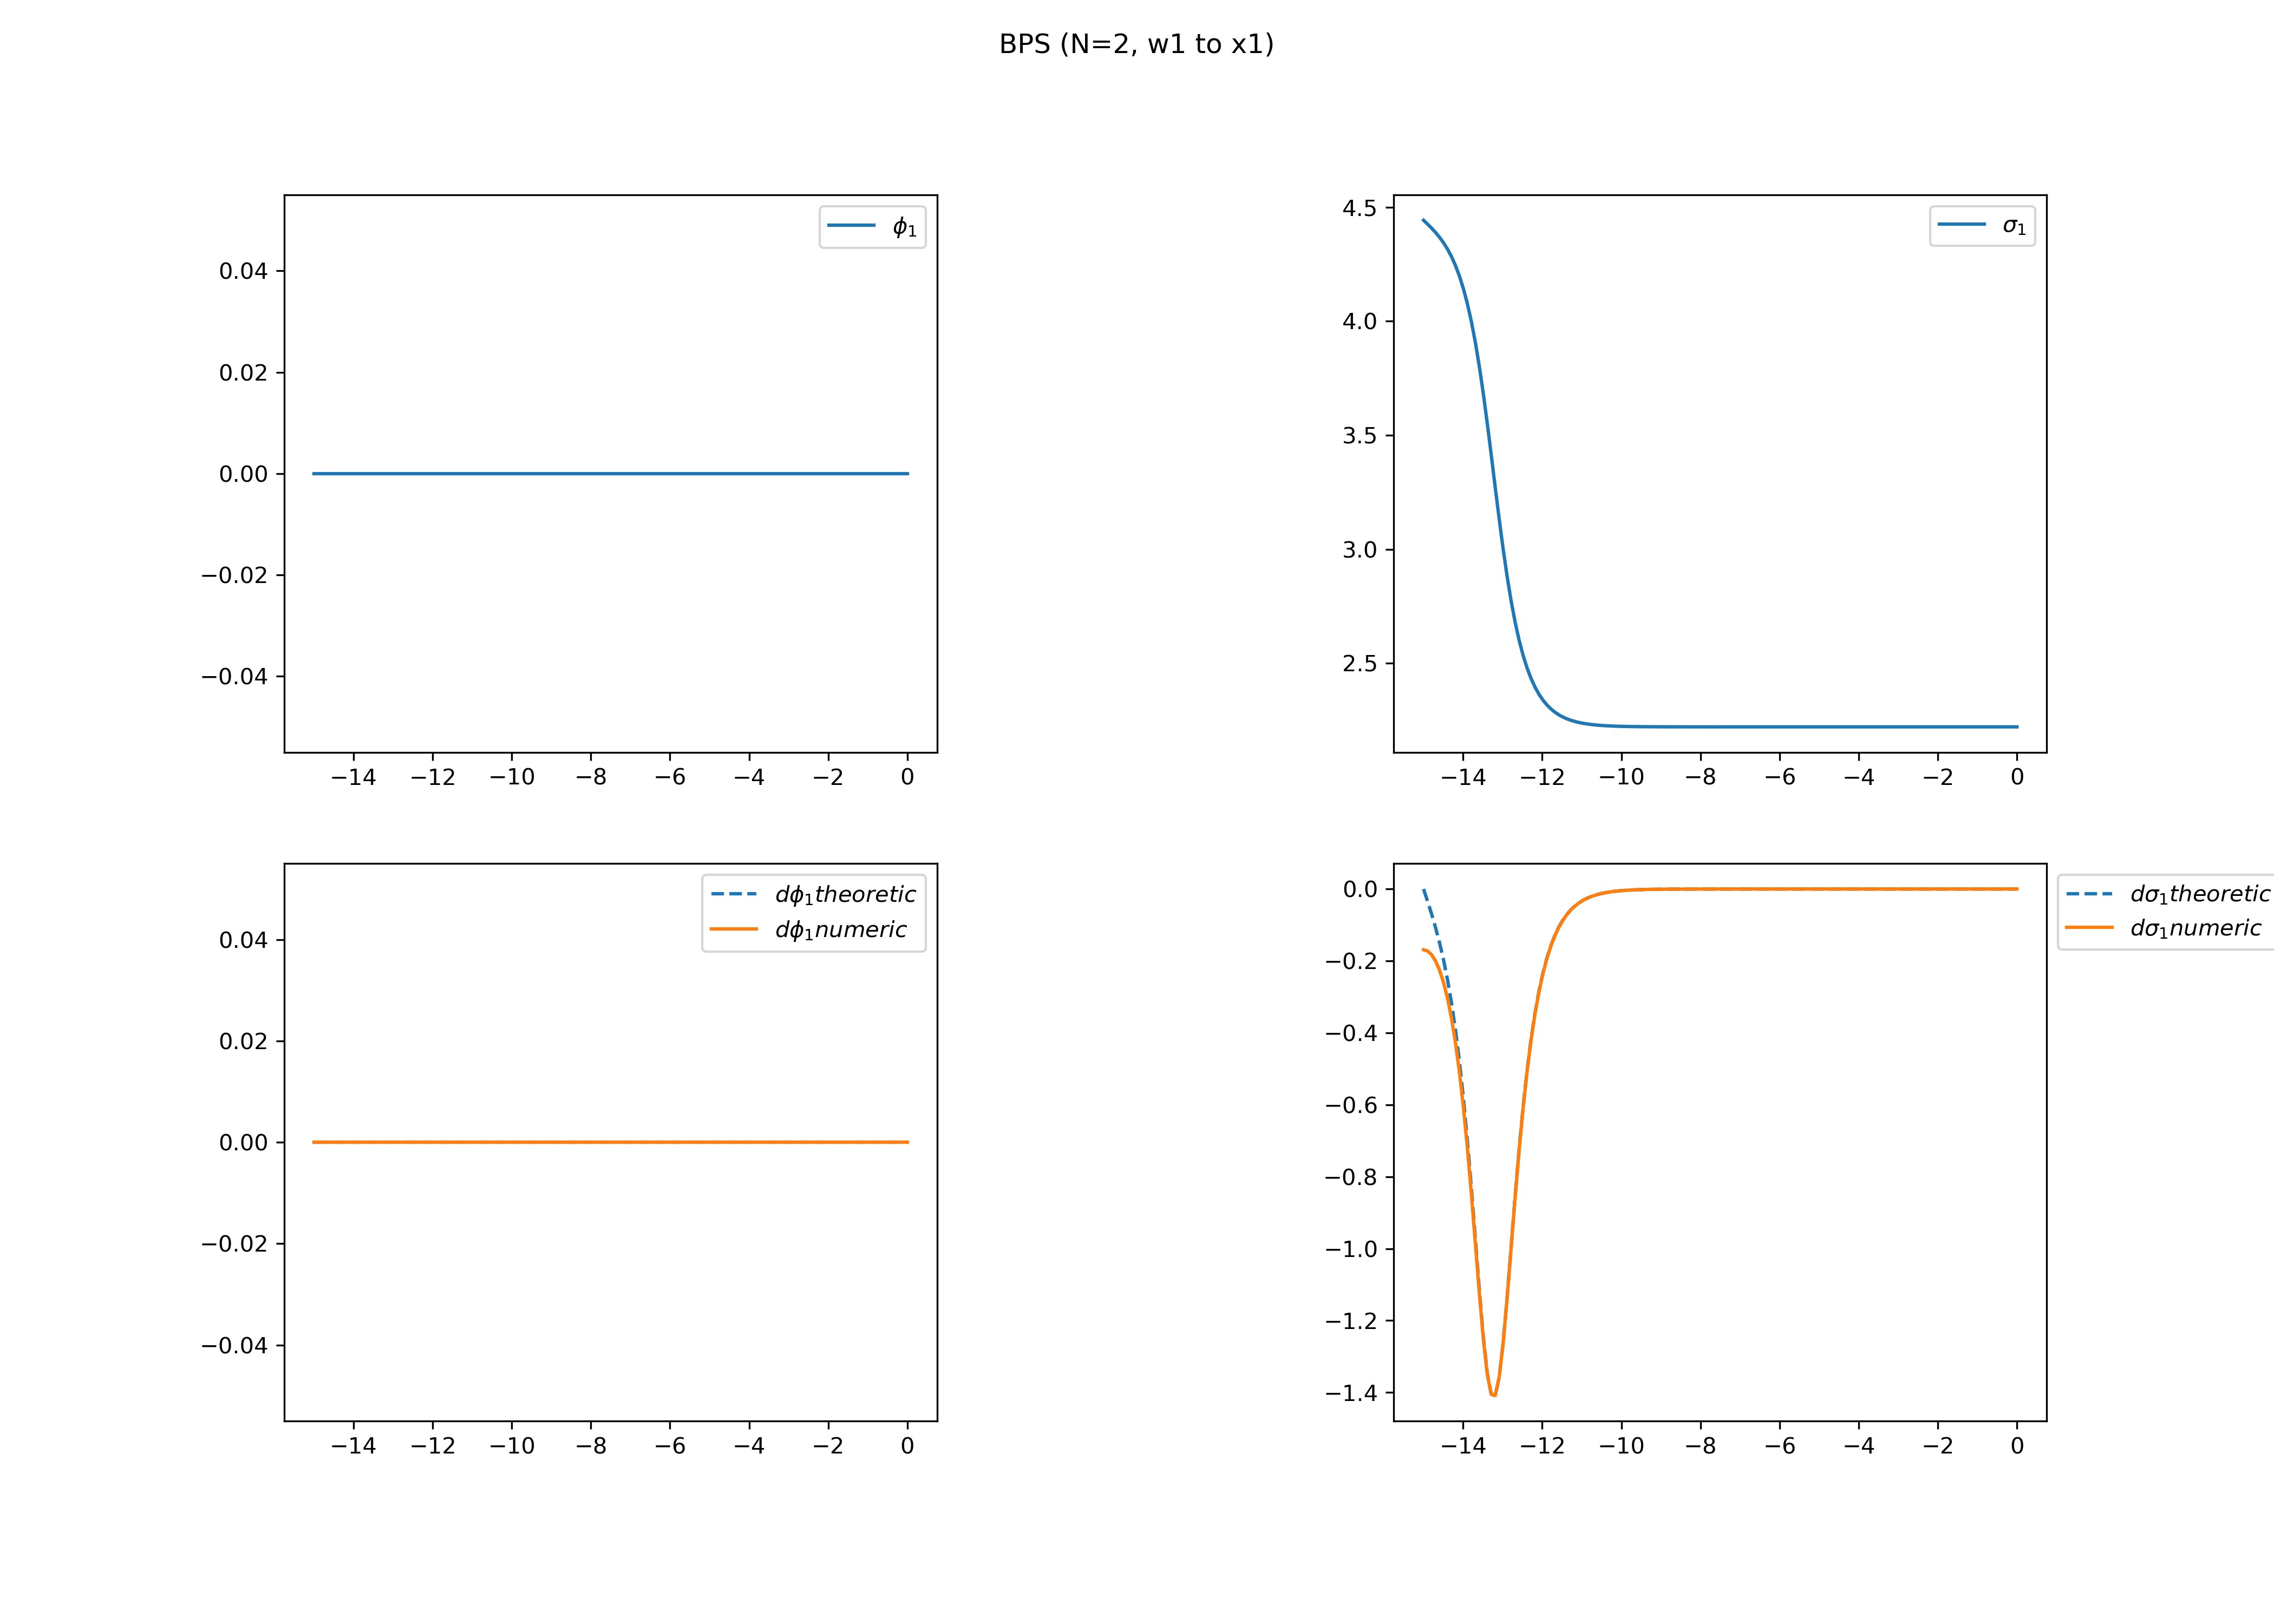 BPS (N=2, w1 to x1)
ϕ₁
0.04
0.02
0.00
−0.02
−0.04
−14 −12 −10 −8 −6 −4 −2 0
σ₁
4.5
4.0
3.5
3.0
2.5
−14 −12 −10 −8 −6 −4 −2 0
dϕ₁theoretic
dϕ₁numeric
0.04
0.02
0.00
−0.02
−0.04
−14 −12 −10 −8 −6 −4 −2 0
dσ₁theoretic
dσ₁numeric
0.0
−0.2
−0.4
−0.6
−0.8
−1.0
−1.2
−1.4
−14 −12 −10 −8 −6 −4 −2 0